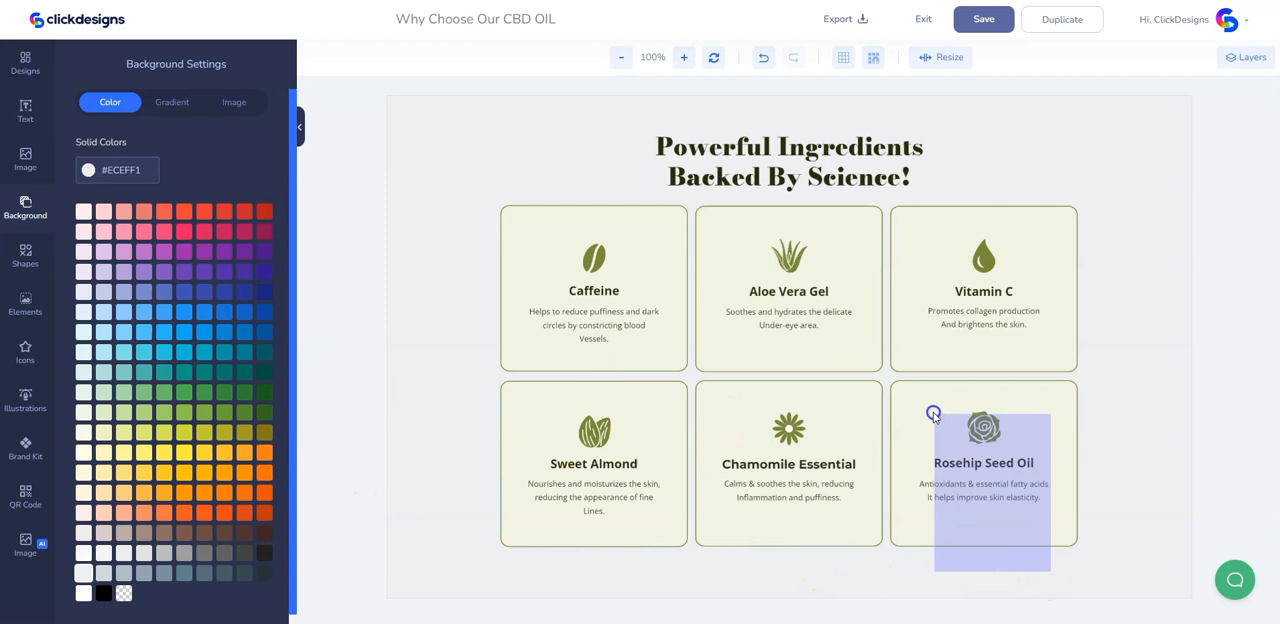 clickdesigns
Why Choose Our CBD OIL
Export
Exit
Save
Duplicate
Hi, ClickDesigns
- 100% +
Resize
Layers
Designs
Text
Image
Background
Shapes
Elements
Icons
Illustrations
Brand Kit
QR Code
AI
Image
Background Settings
Color
Gradient
Image
Solid Colors
#ECEFF1
Powerful Ingredients
Backed By Science!
Caffeine
Helps to reduce puffiness and dark
circles by constricting blood
Vessels.
Aloe Vera Gel
Soothes and hydrates the delicate
Under-eye area.
Vitamin C
Promotes collagen production
And brightens the skin.
Sweet Almond
Nourishes and moisturizes the skin,
reducing the appearance of fine
Lines.
Chamomile Essential
Calms & soothes the skin, reducing
Inflammation and puffiness.
Rosehip Seed Oil
Antioxidants & essential fatty acids
It helps improve skin elasticity.